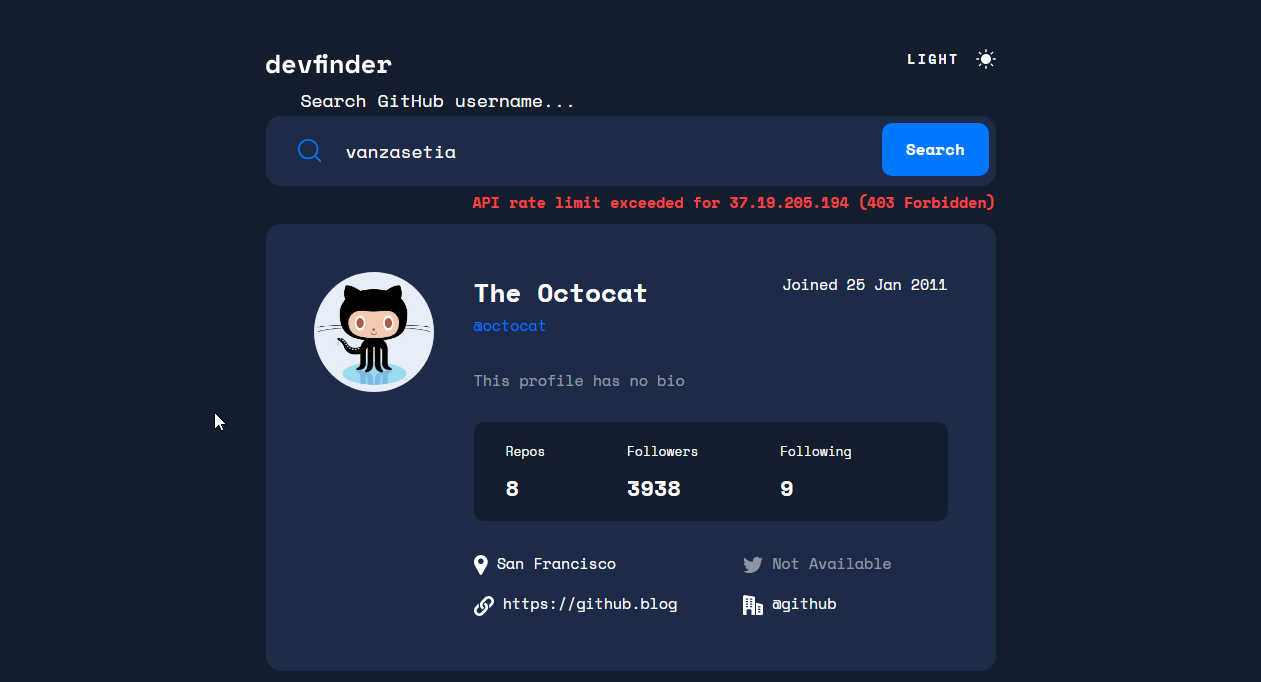 devfinder
LIGHT
Search GitHub username...
vanzasetia
Search
API rate limit exceeded for 37.19.205.194 (403 Forbidden)
The Octocat
Joined 25 Jan 2011
@octocat
This profile has no bio
Repos Followers Following
8 3938 9
San Francisco Not Available
https://github.blog @github